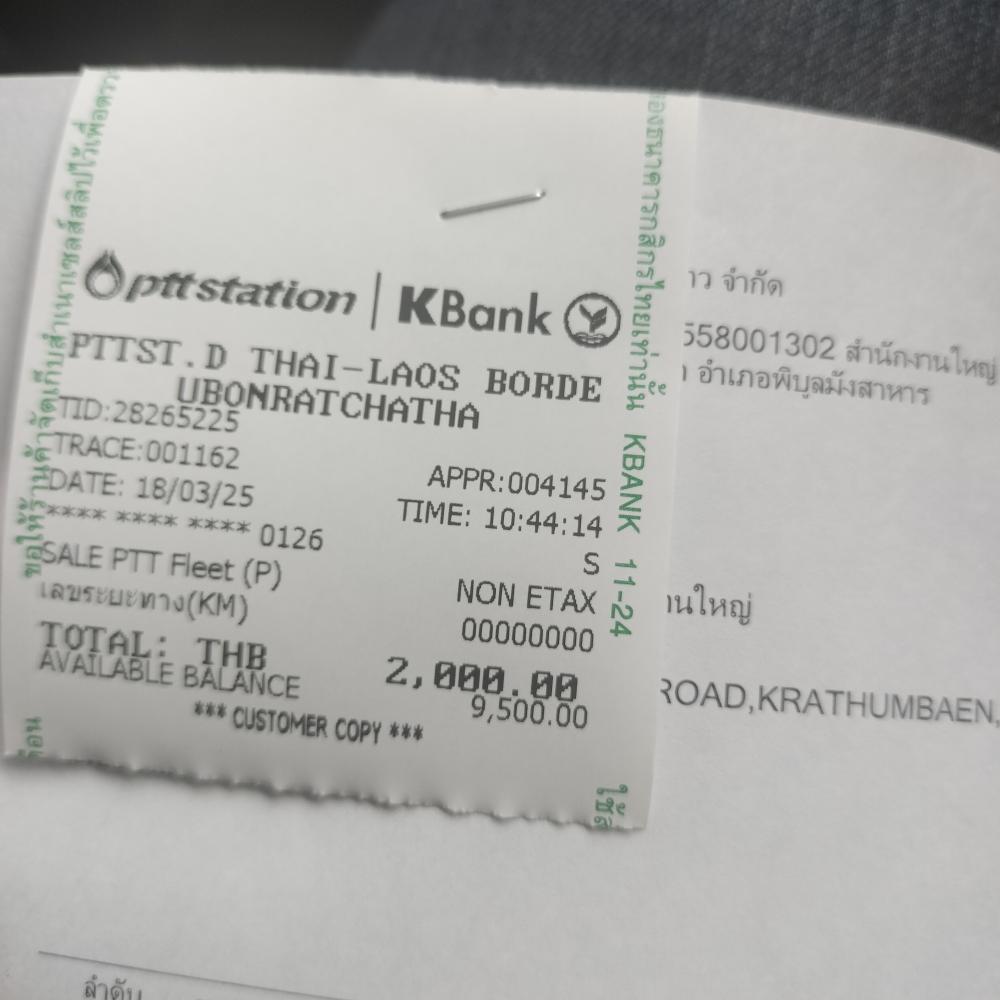 pttstation | KBank
PTTST.D THAI-LAOS BORDE
UBONRATCHATHA
TID:28265225
TRACE:001162 APPR:004145
DATE: 18/03/25 TIME: 10:44:14
**** **** **** 0126 S
SALE PTT Fleet (P) NON ETAX
เลขระยะทาง(KM) 00000000
TOTAL: THB 2,000.00
AVAILABLE BALANCE 9,500.00
*** CUSTOMER COPY ***
ขอให้ร้านค้าจัดเก็บสำเนาเซลส์สลิปไว้เพื่อตรวจ
ของธนาคารกสิกรไทยเท่านั้น KBANK 11-24
จำกัด
558001302 สำนักงานใหญ่
อำเภอพิบูลมังสาหาร
านใหญ่
ROAD,KRATHUMBAEN,
ลำดับ